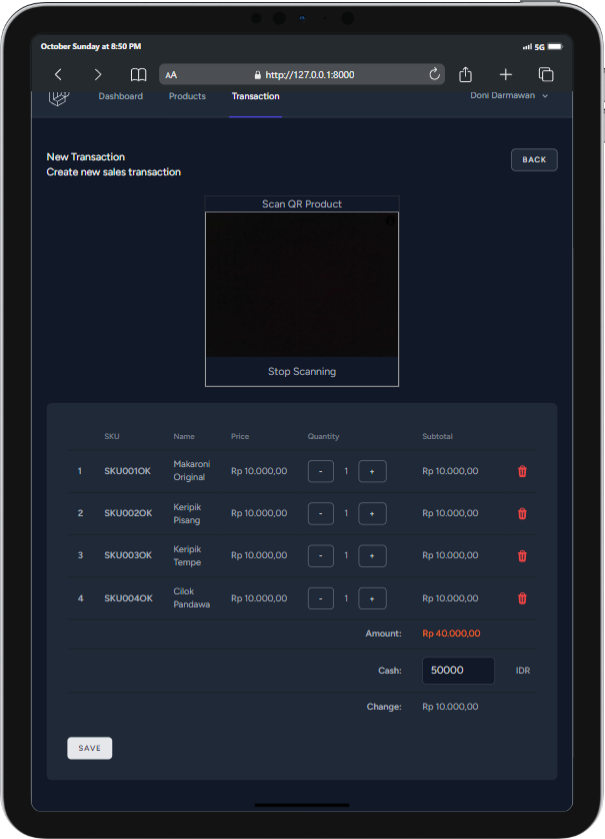 October Sunday at 8:50 PM
5G
AA
http://127.0.0.1:8000
Dashboard Products Transaction Doni Darmawan
New Transaction
BACK
Create new sales transaction
Scan QR Product
Stop Scanning
SKU Name Price Quantity Subtotal
1 SKU001OK Makaroni Original Rp 10.000,00 - 1 + Rp 10.000,00
2 SKU002OK Keripik Pisang Rp 10.000,00 - 1 + Rp 10.000,00
3 SKU003OK Keripik Tempe Rp 10.000,00 - 1 + Rp 10.000,00
4 SKU004OK Cilok Pandawa Rp 10.000,00 - 1 + Rp 10.000,00
Amount: Rp 40.000,00
Cash: 50000 IDR
Change: Rp 10.000,00
SAVE